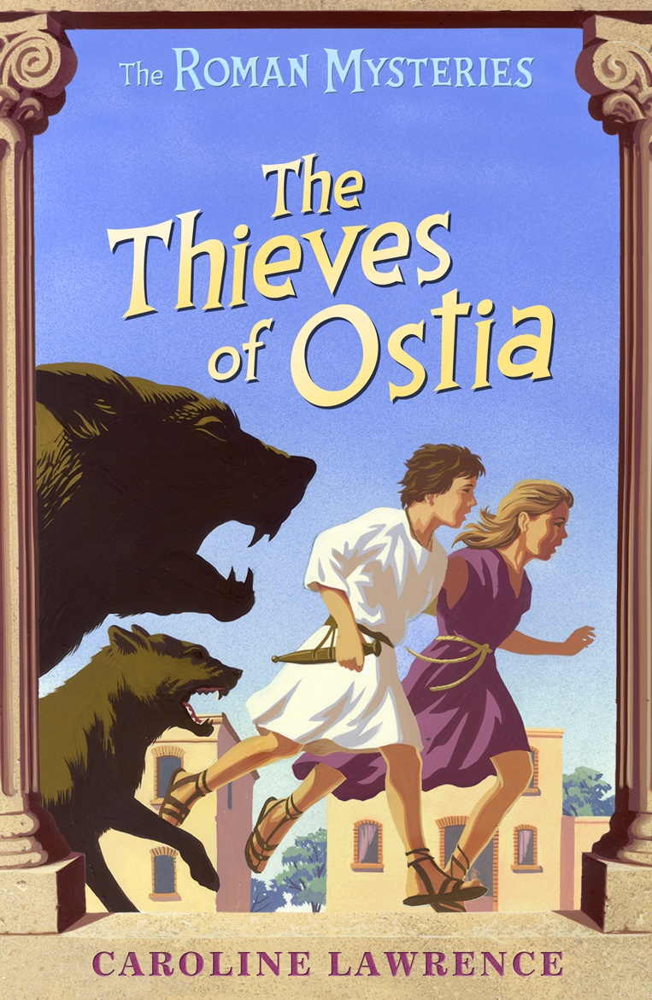 The ROMAN MYSTERIES
The
Thieves
of Ostia
CAROLINE LAWRENCE